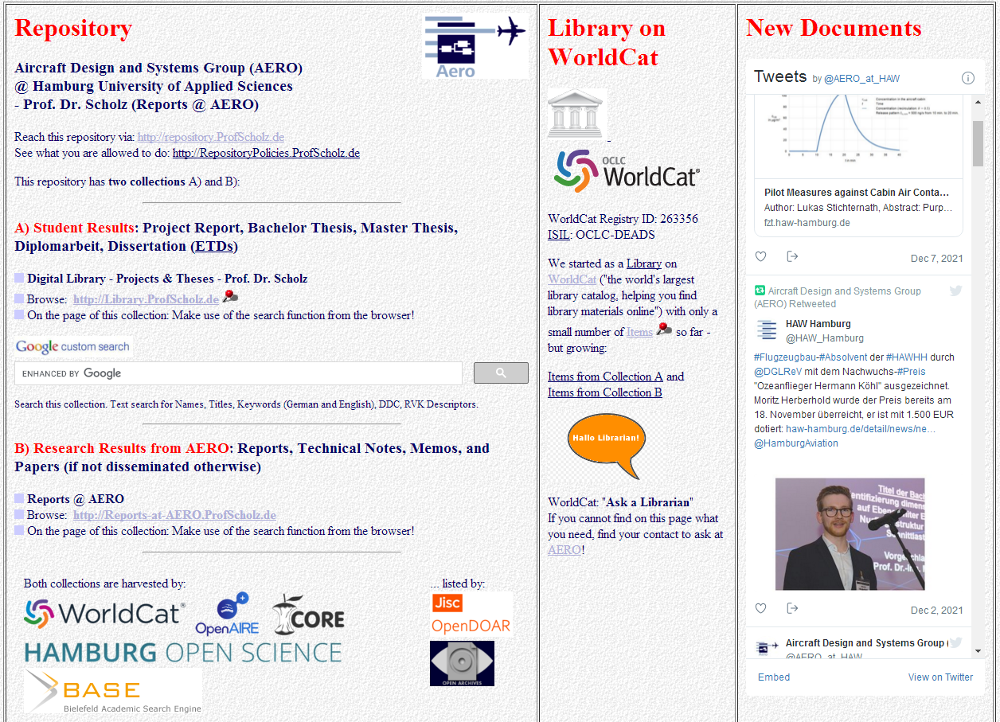 Repository
Aero
Aircraft Design and Systems Group (AERO)
@ Hamburg University of Applied Sciences
- Prof. Dr. Scholz (Reports @ AERO)
Reach this repository via: http://repository.ProfScholz.de
See what you are allowed to do: http://RepositoryPolicies.ProfScholz.de
This repository has two collections A) and B):
A) Student Results: Project Report, Bachelor Thesis, Master Thesis,
Diplomarbeit, Dissertation (ETDs)
Digital Library - Projects & Theses - Prof. Dr. Scholz
Browse: http://Library.ProfScholz.de
On the page of this collection: Make use of the search function from the browser!
Google custom search
ENHANCED BY Google
Search this collection. Text search for Names, Titles, Keywords (German and English), DDC, RVK Descriptors.
B) Research Results from AERO: Reports, Technical Notes, Memos, and
Papers (if not disseminated otherwise)
Reports @ AERO
Browse: http://Reports-at-AERO.ProfScholz.de
On the page of this collection: Make use of the search function from the browser!
Both collections are harvested by:
WorldCat®
OpenAIRE
CORE
HAMBURG OPEN SCIENCE
BASE
Bielefeld Academic Search Engine
... listed by:
Jisc
OpenDOAR
OPEN ARCHIVES
Library on
WorldCat
OCLC
WorldCat®
WorldCat Registry ID: 263356
ISIL: OCLC-DEADS
We started as a Library on
WorldCat ("the world's largest
library catalog, helping you find
library materials online") with only a
small number of Items so far -
but growing:
Items from Collection A and
Items from Collection B
Hallo Librarian!
WorldCat: "Ask a Librarian"
If you cannot find on this page what
you need, find your contact to ask at
AERO!
New Documents
Tweets by @AERO_at_HAW
Concentration in the aircraft cabin
Time
Pilot Measures against Cabin Air Conta...
Author: Lukas Stichternath, Abstract: Purp...
fzt.haw-hamburg.de
Dec 7, 2021
Aircraft Design and Systems Group
(AERO) Retweeted
HAW Hamburg
@HAW_Hamburg
#Flugzeugbau-#Absolvent der #HAWHH durch
@DGLReV mit dem Nachwuchs-#Preis
"Ozeanflieger Hermann Köhl" ausgezeichnet.
Moritz Herberhold wurde der Preis bereits am
18. November überreicht, er ist mit 1.500 EUR
dotiert: haw-hamburg.de/detail/news/ne…
@HamburgAviation
Titel der Bac
entifizierung dimens
auf Eben
Prof. Dr.-Ing.
Dec 2, 2021
Aircraft Design and Systems Group (
@AERO_at_HAW
Embed
View on Twitter